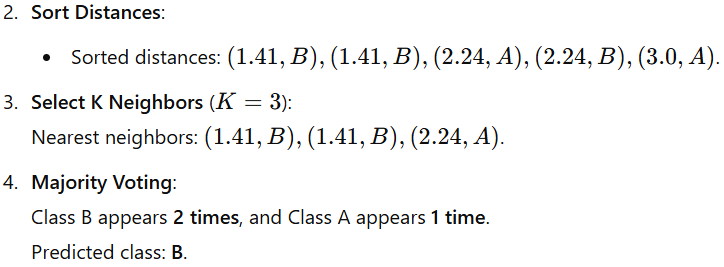 2. Sort Distances:
• Sorted distances: (1.41, B), (1.41, B), (2.24, A), (2.24, B), (3.0, A).
3. Select K Neighbors (K = 3):
Nearest neighbors: (1.41, B), (1.41, B), (2.24, A).
4. Majority Voting:
Class B appears 2 times, and Class A appears 1 time.
Predicted class: B.